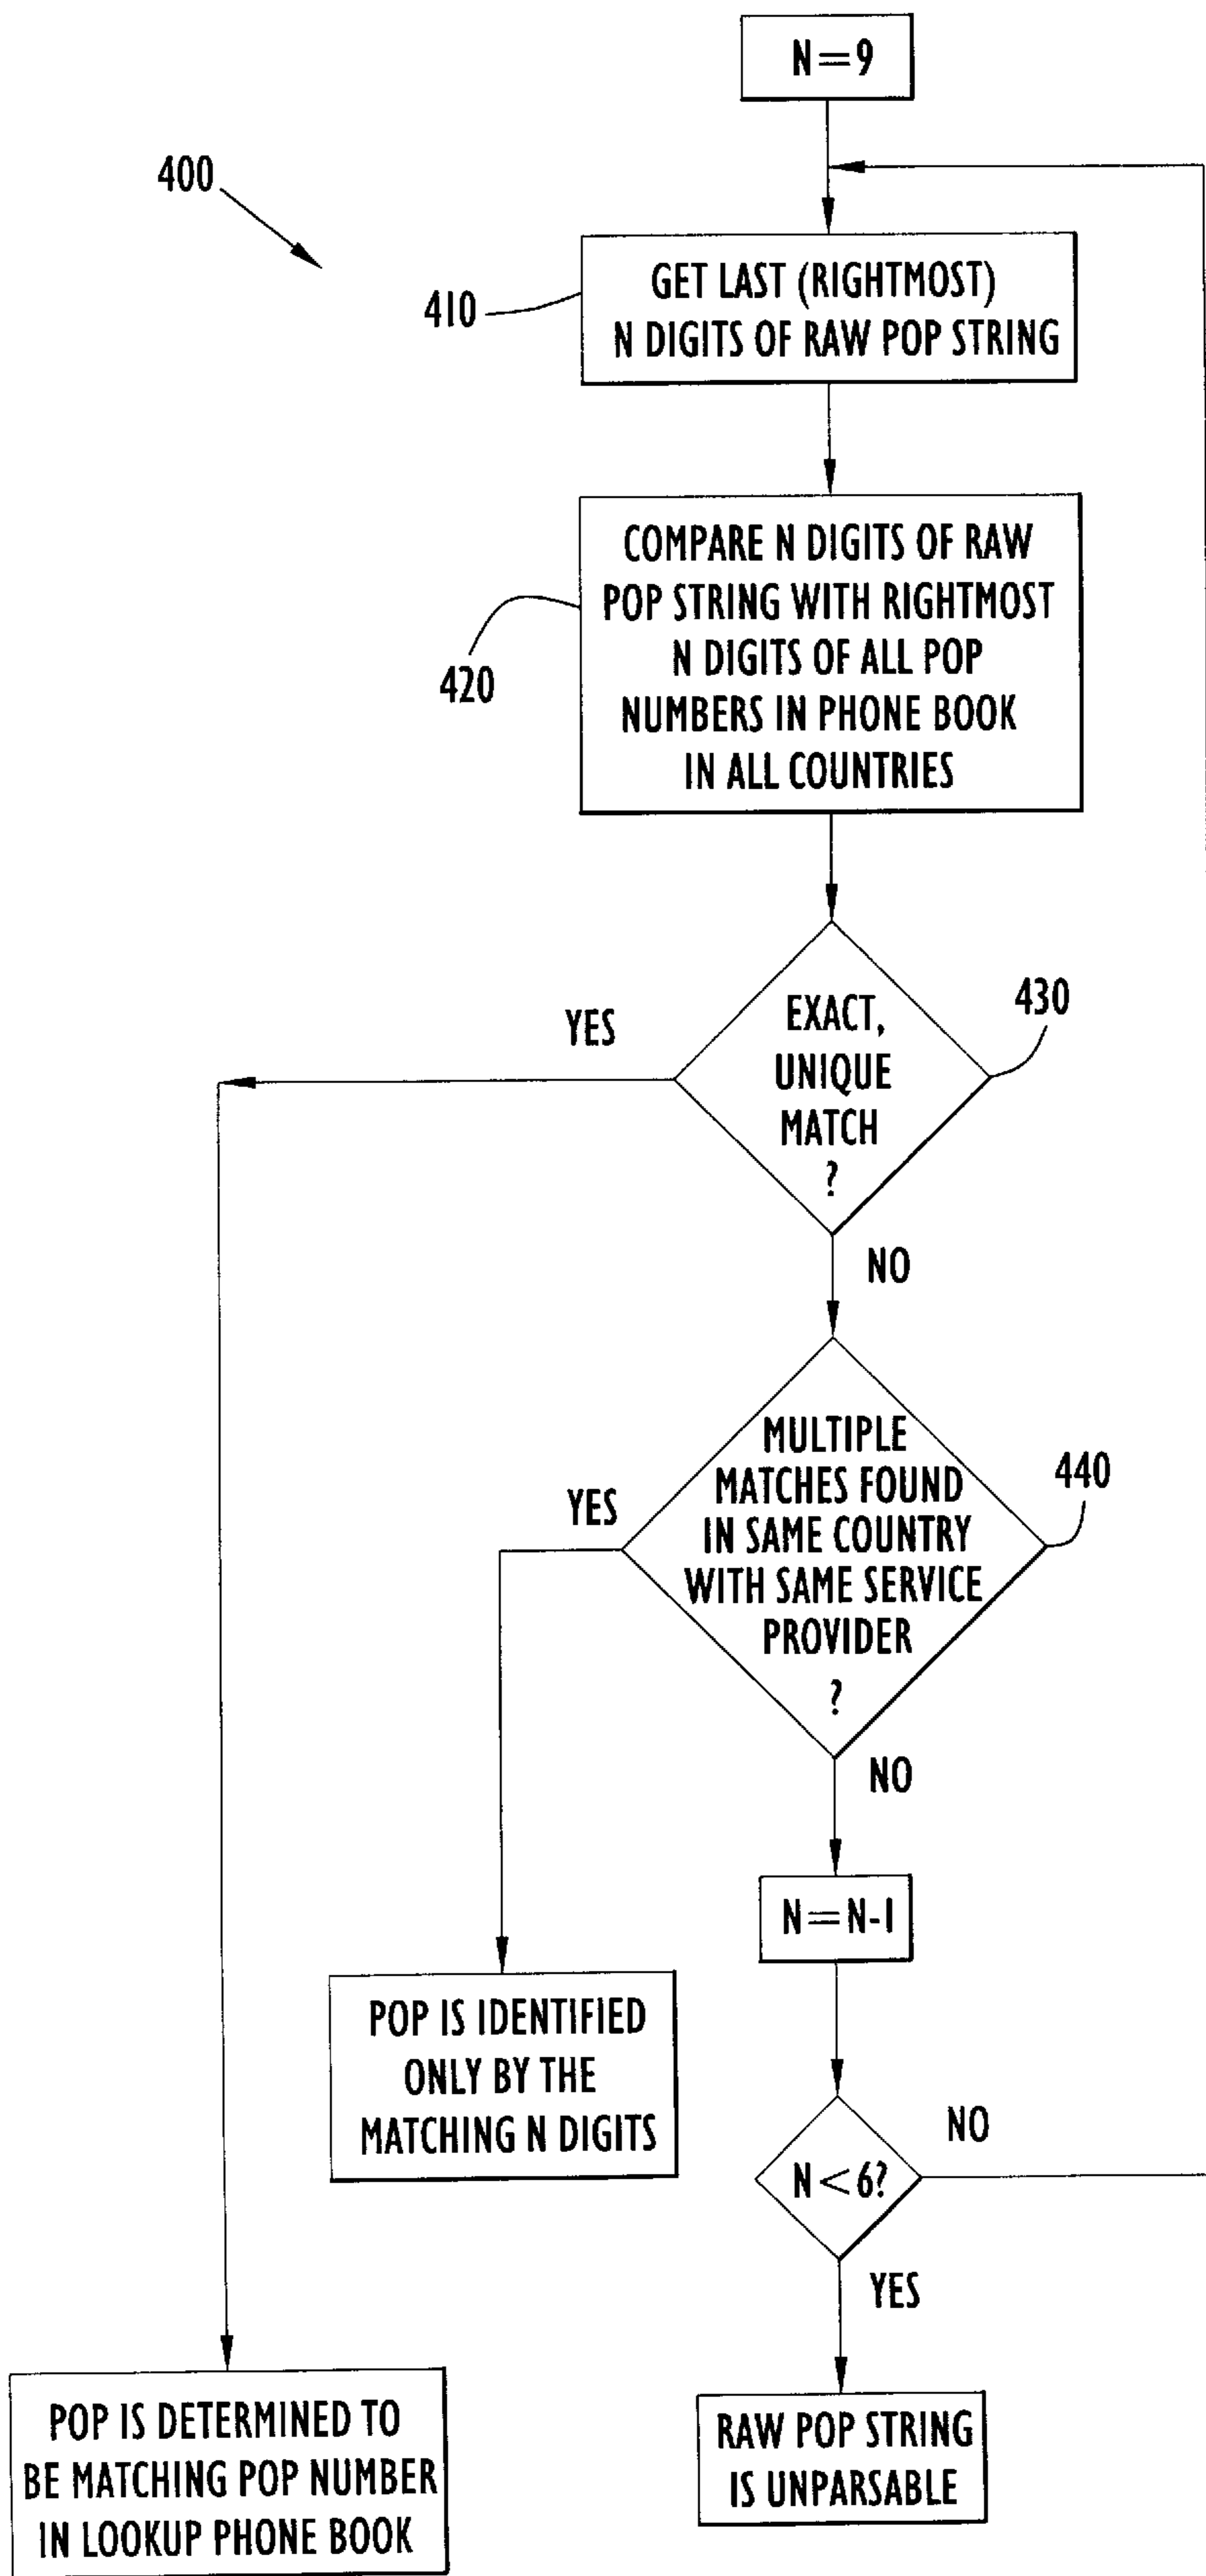 N=9
400
410
GET LAST (RIGHTMOST)
N DIGITS OF RAW POP STRING
COMPARE N DIGITS OF RAW
POP STRING WITH RIGHTMOST
N DIGITS OF ALL POP
NUMBERS IN PHONE BOOK
IN ALL COUNTRIES
420
430
YES
EXACT,
UNIQUE
MATCH
?
NO
440
YES
MULTIPLE
MATCHES FOUND
IN SAME COUNTRY
WITH SAME SERVICE
PROVIDER
?
NO
N=N-1
POP IS IDENTIFIED
ONLY BY THE
MATCHING N DIGITS
N<6?
NO
YES
POP IS DETERMINED TO
BE MATCHING POP NUMBER
IN LOOKUP PHONE BOOK
RAW POP STRING
IS UNPARSABLE